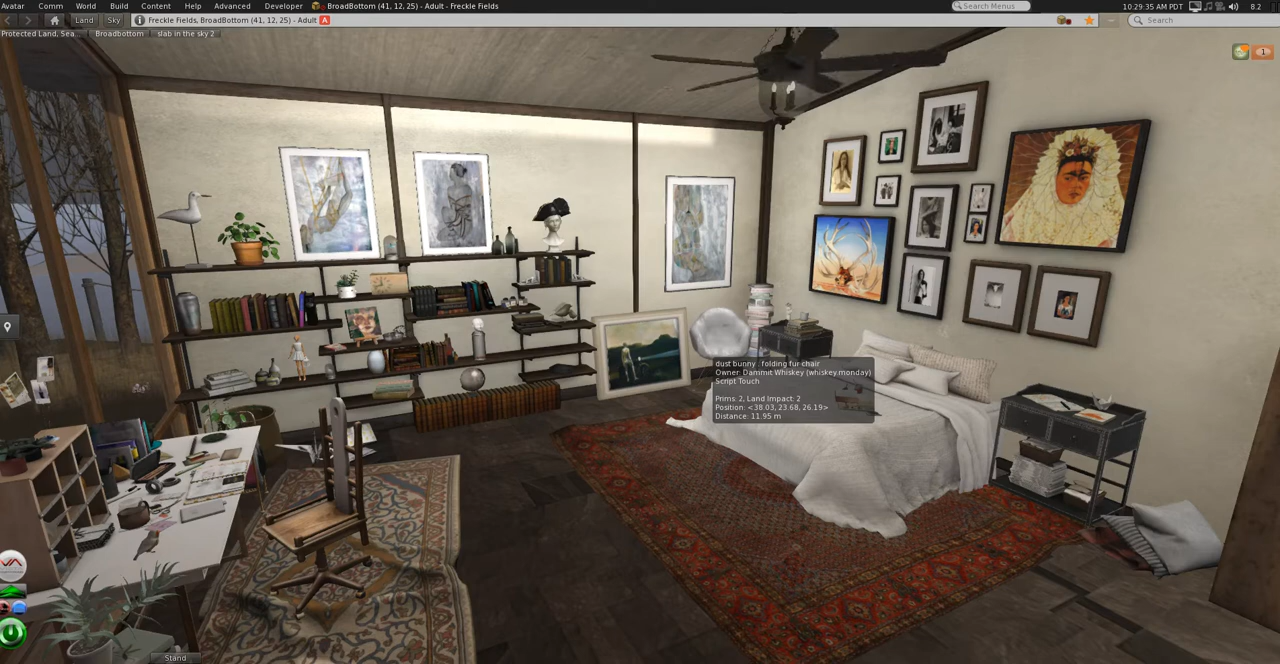 Avatar Comm World Build Content Help Advanced Developer BroadBottom (41, 12, 25) - Adult - Freckle Fields Search Menus 10:29:35 AM PDT 8.2
Land Sky Freckle Fields, BroadBottom (41, 12, 25) - Adult A Search
Protected Land, Sea... Broadbottom slab in the sky 2
1
dust bunny . folding fur chair
Owner: Dammit Whiskey (whiskey.monday)
Script Touch
Prims: 2, Land Impact: 2
Position: <38.03, 23.68, 26.19>
Distance: 11.95 m
Stand